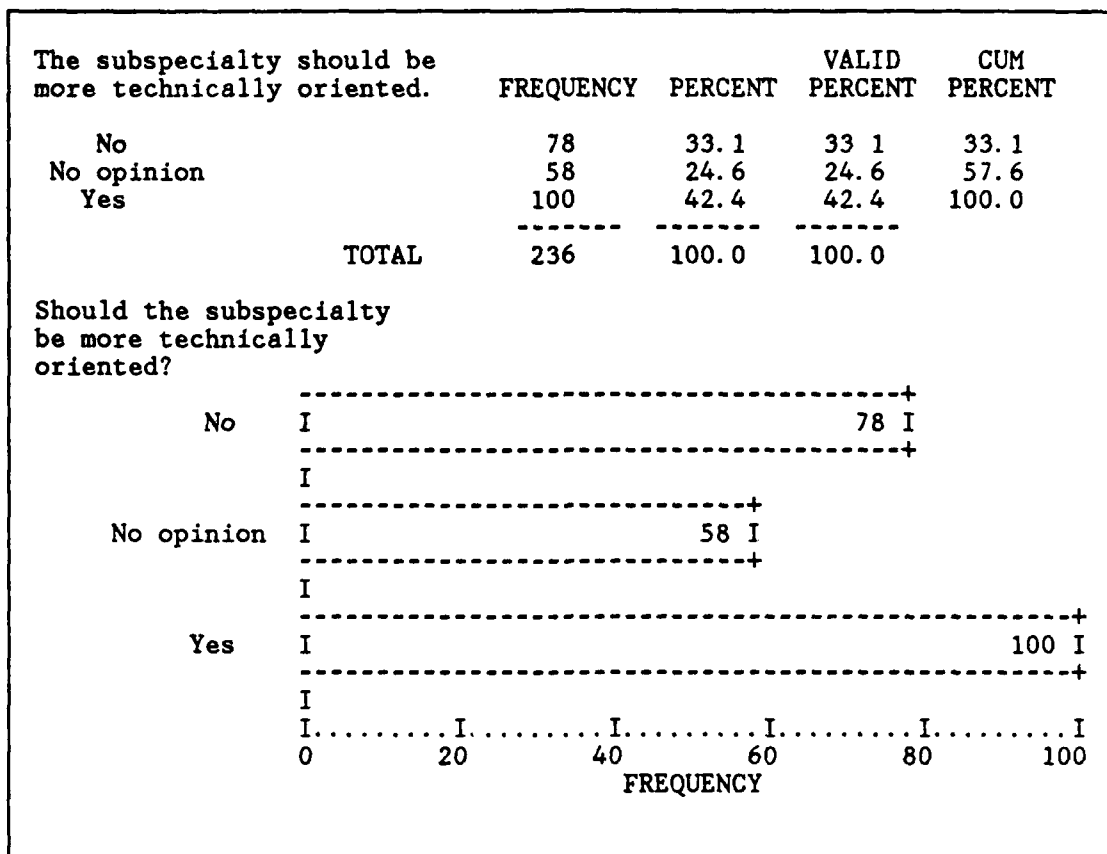 The subspecialty should be VALID CUM
more technically oriented. FREQUENCY PERCENT PERCENT PERCENT
No 78 33.1 33 1 33.1
No opinion 58 24.6 24.6 57.6
Yes 100 42.4 42.4 100.0
------- ------- -------
TOTAL 236 100.0 100.0
Should the subspecialty
be more technically
oriented?
----------------------------------------+
No I 78 I
----------------------------------------+
I
------------------------------+
No opinion I 58 I
------------------------------+
I
---------------------------------------------------+
Yes I 100 I
---------------------------------------------------+
I
I.........I.........I.........I.........I.........I
0 20 40 60 80 100
FREQUENCY